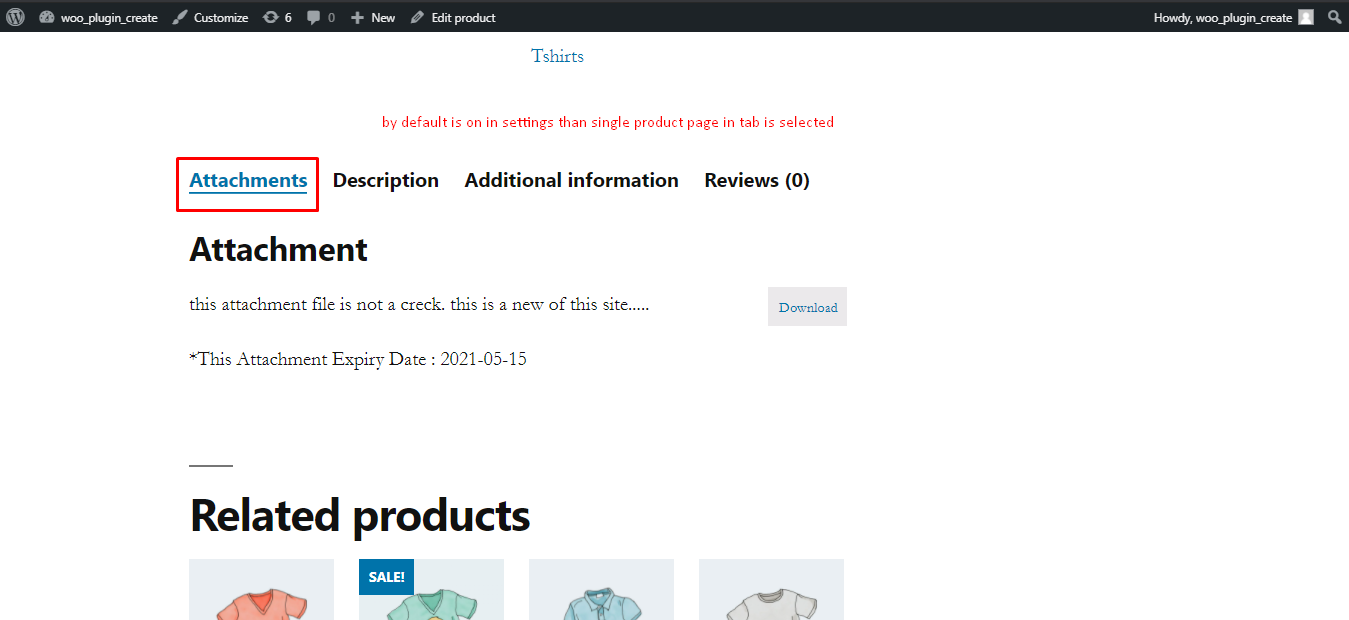 woo_plugin_create Customize 6 0 New Edit product Howdy, woo_plugin_create
Tshirts
by default is on in settings than single product page in tab is selected
Attachments Description Additional information Reviews (0)
Attachment
this attachment file is not a creck. this is a new of this site.....
Download
*This Attachment Expiry Date : 2021-05-15
Related products
SALE!